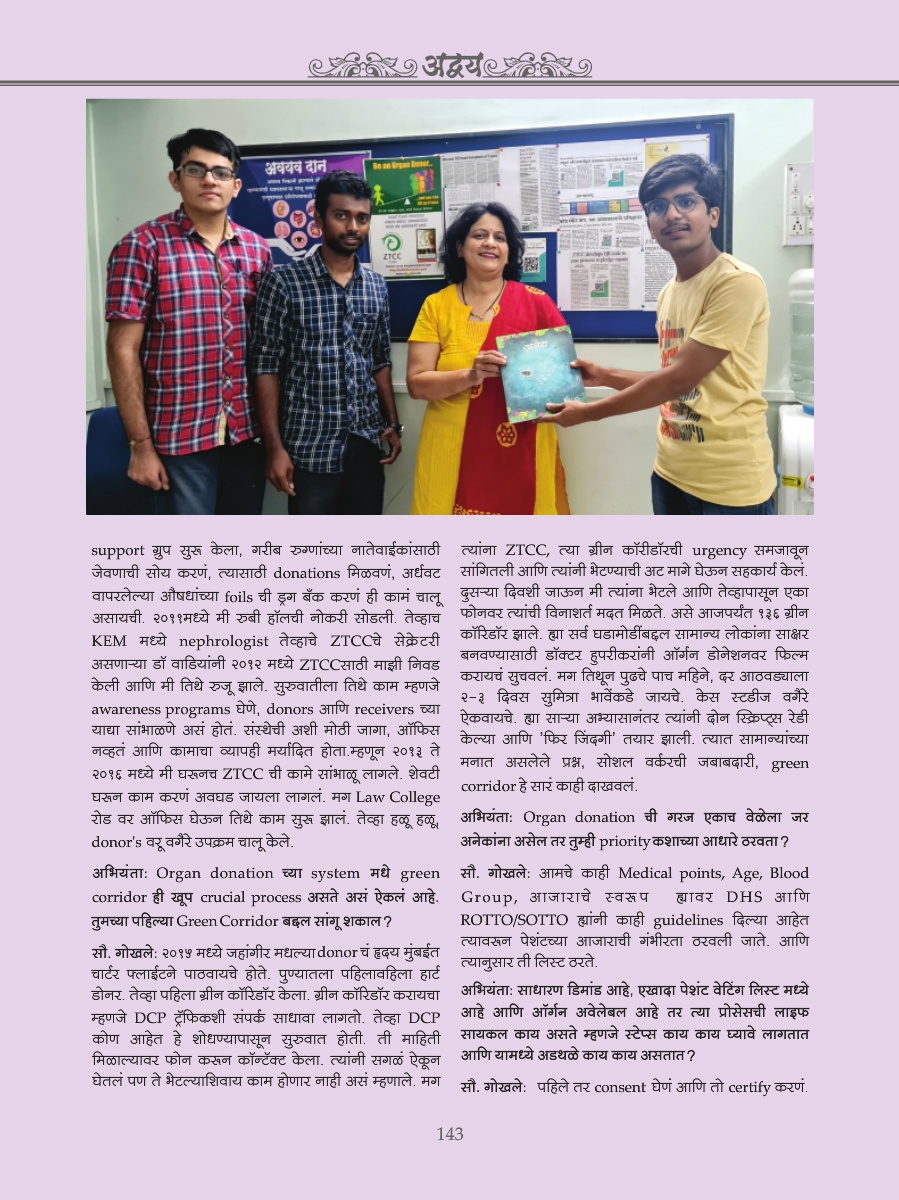 अद्वय
अवयव दान
Be an Organ Donor..
ZTCC
support ग्रुप सुरू केला, गरीब रुग्णांच्या नातेवाईकांसाठी
जेवणाची सोय करणं, त्यासाठी donations मिळवणं, अर्धवट
वापरलेल्या औषधांच्या foils ची ड्रग बँक करणं ही कामं चालू
असायची. २०११मध्ये मी रुबी हॉलची नोकरी सोडली. तेव्हाच
KEM मध्ये nephrologist तेव्हाचे ZTCCचे सेक्रेटरी
असणाऱ्या डॉ वाडियांनी २०१२ मध्ये ZTCCसाठी माझी निवड
केली आणि मी तिथे रुजू झाले. सुरुवातीला तिथे काम म्हणजे
awareness programs घेणे, donors आणि receivers च्या
याद्या सांभाळणे असं होतं. संस्थेची अशी मोठी जागा, ऑफिस
नव्हतं आणि कामाचा व्यापही मर्यादित होता.म्हणून २०१३ ते
२०१६ मध्ये मी घरूनच ZTCC ची कामे सांभाळू लागले. शेवटी
घरून काम करणं अवघड जायला लागलं. मग Law College
रोड वर ऑफिस घेऊन तिथे काम सुरू झालं. तेव्हा हळू हळू,
donor's वरू वगैरे उपक्रम चालू केले.
अभियंता: Organ donation च्या system मधे green
corridor ही खूप crucial process असते असं ऐकलं आहे.
तुमच्या पहिल्या Green Corridor बद्दल सांगू शकाल ?
सौ. गोखले: २०१५ मध्ये जहांगीर मधल्या donor चं हृदय मुंबईत
चार्टर फ्लाईटने पाठवायचे होते. पुण्यातला पहिलावहिला हार्ट
डोनर. तेव्हा पहिला ग्रीन कॉरिडॉर केला. ग्रीन कॉरिडॉर करायचा
म्हणजे DCP ट्रॅफिकशी संपर्क साधावा लागतो. तेव्हा DCP
कोण आहेत हे शोधण्यापासून सुरुवात होती. ती माहिती
मिळाल्यावर फोन करून कॉन्टॅक्ट केला. त्यांनी सगळं ऐकून
घेतलं पण ते भेटल्याशिवाय काम होणार नाही असं म्हणाले. मग
त्यांना ZTCC, त्या ग्रीन कॉरीडॉरची urgency समजावून
सांगितली आणि त्यांनी भेटण्याची अट मागे घेऊन सहकार्य केलं.
दुसऱ्या दिवशी जाऊन मी त्यांना भेटले आणि तेव्हापासून एका
फोनवर त्यांची विनाशर्त मदत मिळते. असे आजपर्यंत १३६ ग्रीन
कॉरिडॉर झाले. ह्या सर्व घडामोडींबद्दल सामान्य लोकांना साक्षर
बनवण्यासाठी डॉक्टर हुपरीकरांनी ऑर्गन डोनेशनवर फिल्म
करायचं सुचवलं. मग तिथून पुढचे पाच महिने, दर आठवड्याला
२-३ दिवस सुमित्रा भावेंकडे जायचे. केस स्टडीज वगैरे
ऐकवायचे. ह्या साऱ्या अभ्यासानंतर त्यांनी दोन स्क्रिप्ट्स रेडी
केल्या आणि 'फिर जिंदगी' तयार झाली. त्यात सामान्यांच्या
मनात असलेले प्रश्न, सोशल वर्करची जबाबदारी, green
corridor हे सारं काही दाखवलं.
अभियंता: Organ donation ची गरज एकाच वेळेला जर
अनेकांना असेल तर तुम्ही priority कशाच्या आधारे ठरवता ?
सौ. गोखले: आमचे काही Medical points, Age, Blood
Group, आजाराचे स्वरूप ह्यावर DHS आणि
ROTTO/SOTTO ह्यांनी काही guidelines दिल्या आहेत
त्यावरून पेशंटच्या आजाराची गंभीरता ठरवली जाते. आणि
त्यानुसार ती लिस्ट ठरते.
अभियंता: साधारण डिमांड आहे, एखादा पेशंट वेटिंग लिस्ट मध्ये
आहे आणि ऑर्गन अवेलेबल आहे तर त्या प्रोसेसची लाइफ
सायकल काय असते म्हणजे स्टेप्स काय काय घ्यावे लागतात
आणि यामध्ये अडथळे काय काय असतात ?
सौ. गोखले: पहिले तर consent घेणं आणि तो certify करणं.
143